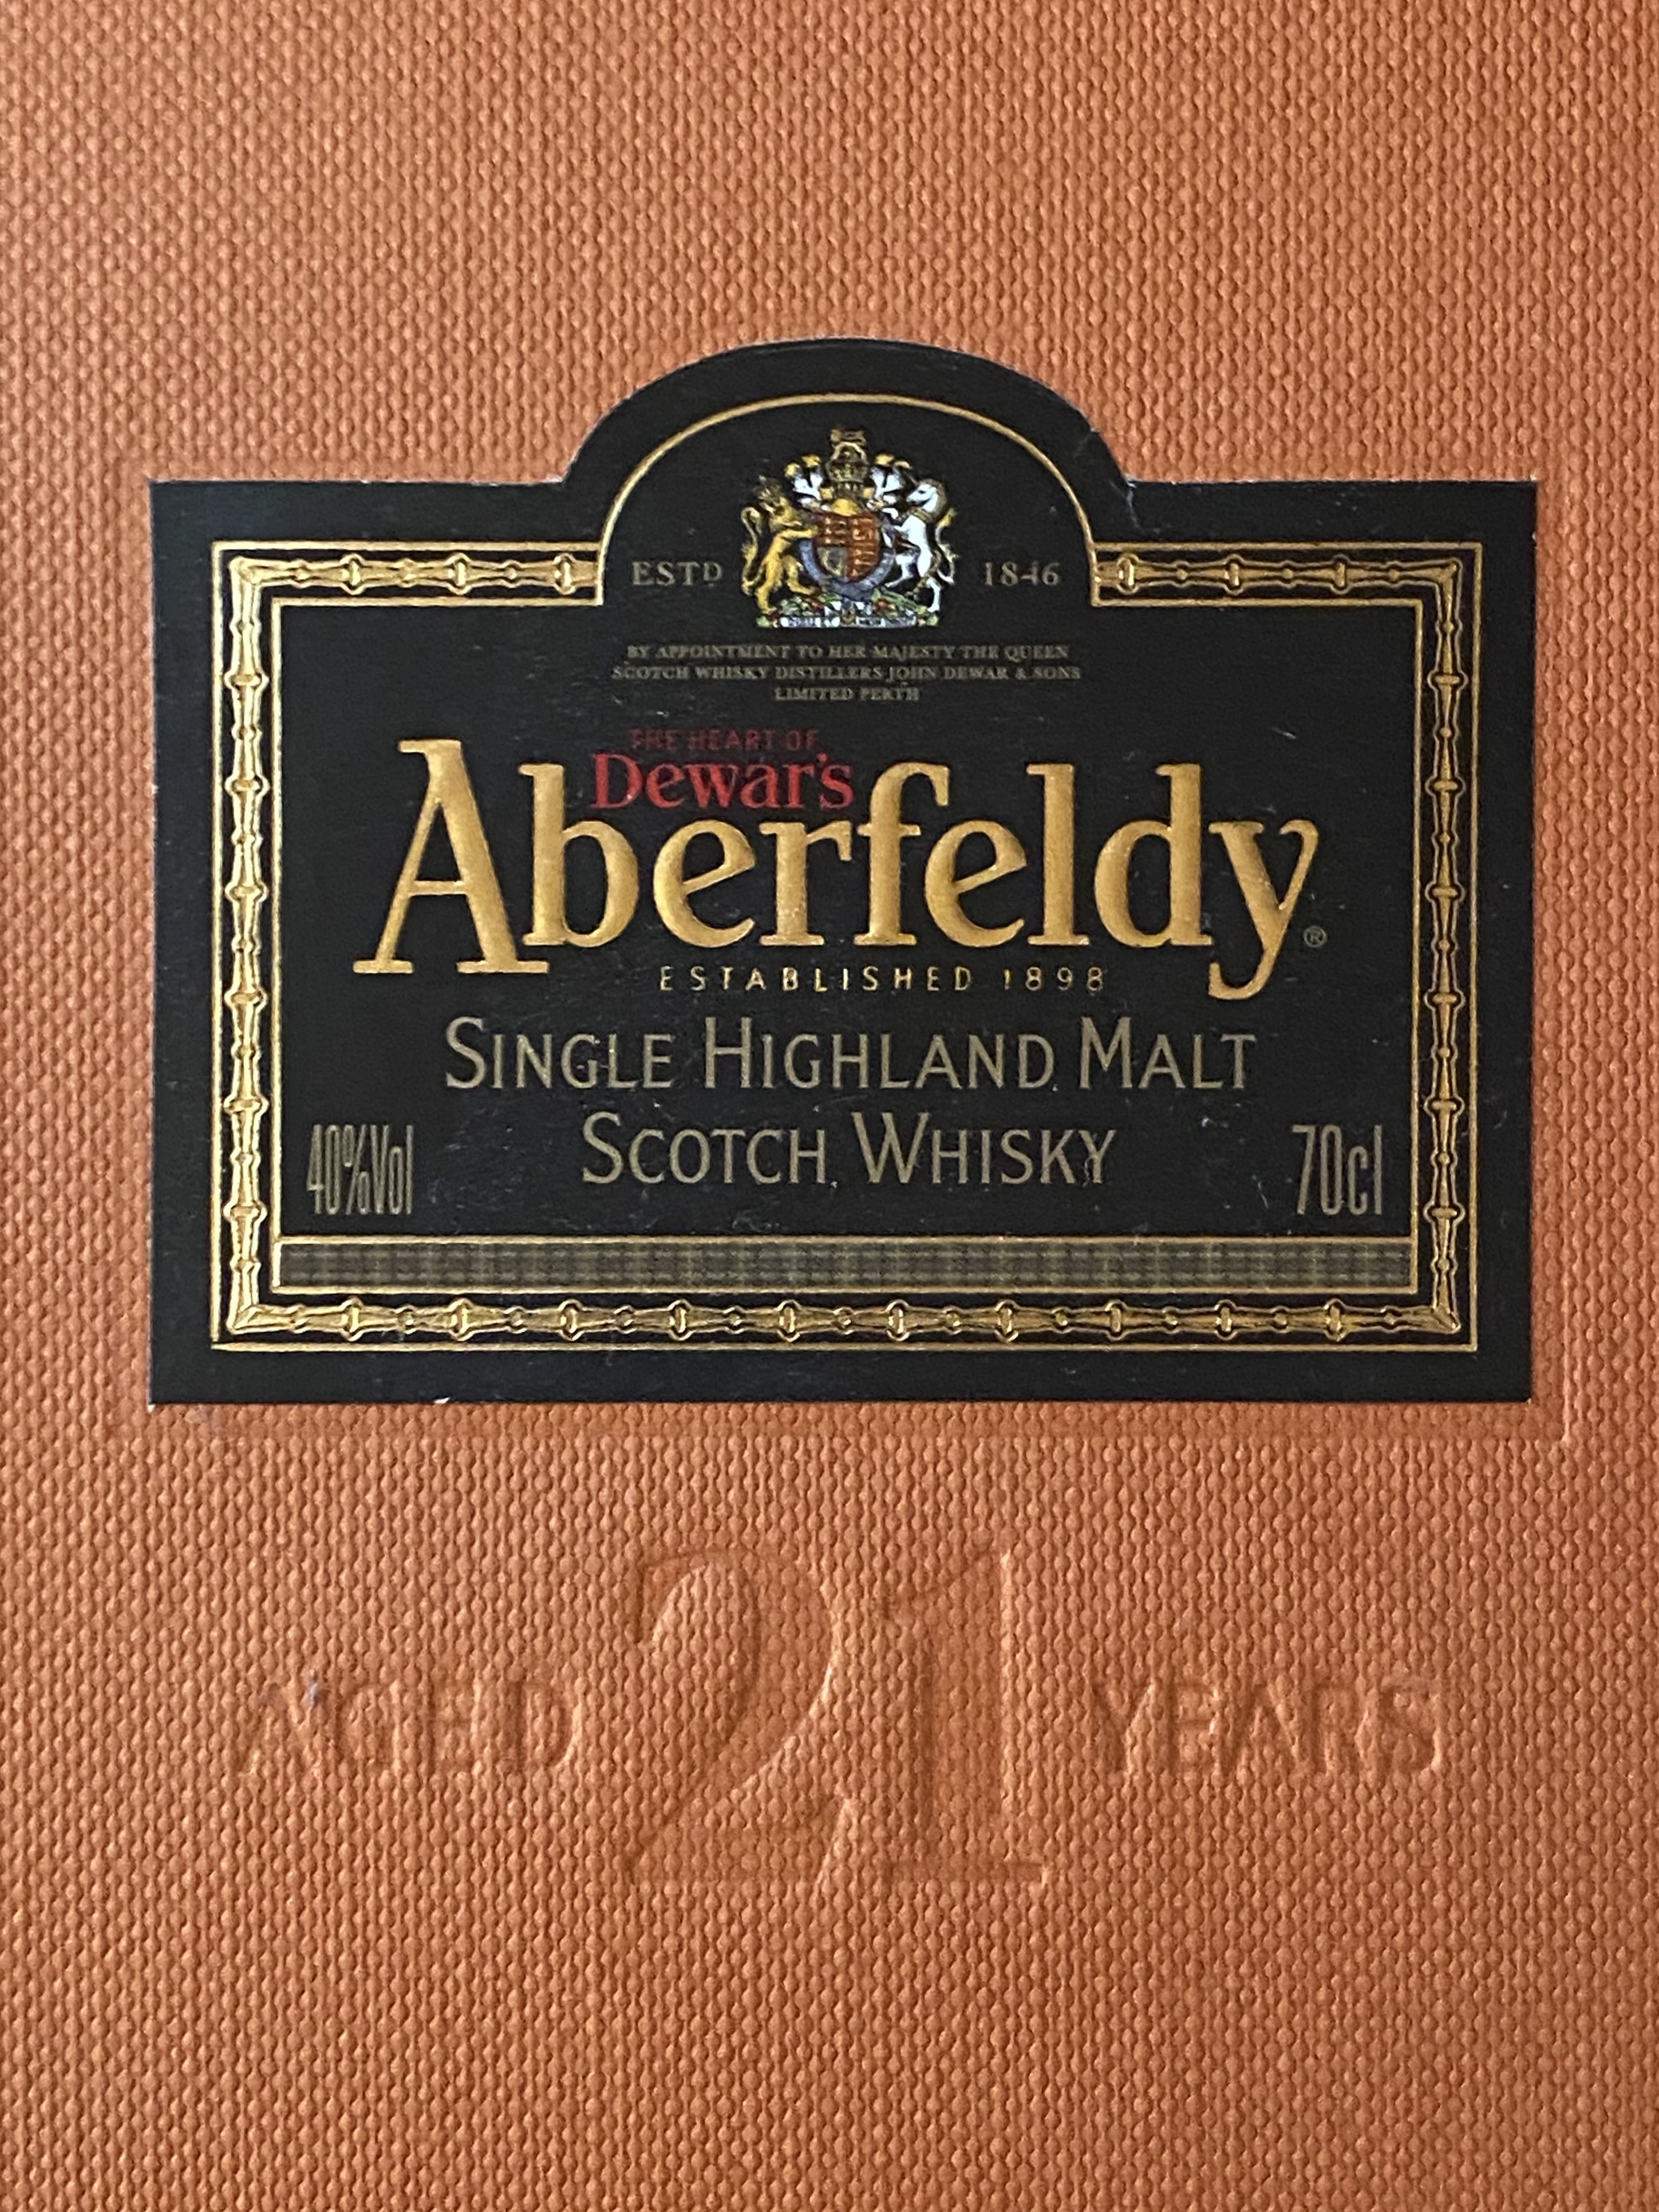 ESTD 1846
BY APPOINTMENT TO HER MAJESTY THE QUEEN
SCOTCH WHISKY DISTILLERS JOHN DEWAR & SONS
LIMITED PERTH
THE HEART OF
Dewar's
Aberfeldy®
ESTABLISHED 1898
SINGLE HIGHLAND MALT
SCOTCH WHISKY
40%Vol
70cl
AGED 21 YEARS